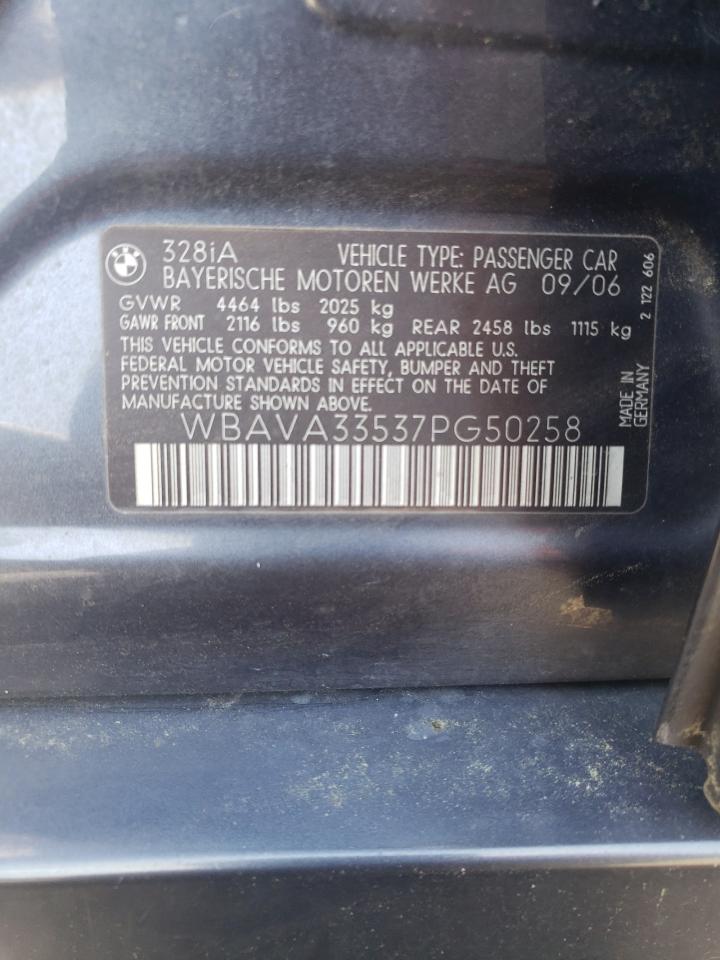 328iA VEHICLE TYPE: PASSENGER CAR
BAYERISCHE MOTOREN WERKE AG 09/06
GVWR 4464 lbs 2025 kg
GAWR FRONT 2116 lbs 960 kg REAR 2458 lbs 1115 kg
THIS VEHICLE CONFORMS TO ALL APPLICABLE U.S.
FEDERAL MOTOR VEHICLE SAFETY, BUMPER AND THEFT
PREVENTION STANDARDS IN EFFECT ON THE DATE OF
MANUFACTURE SHOWN ABOVE.
WBAVA33537PG50258
2 122 606
MADE IN
GERMANY
BMW